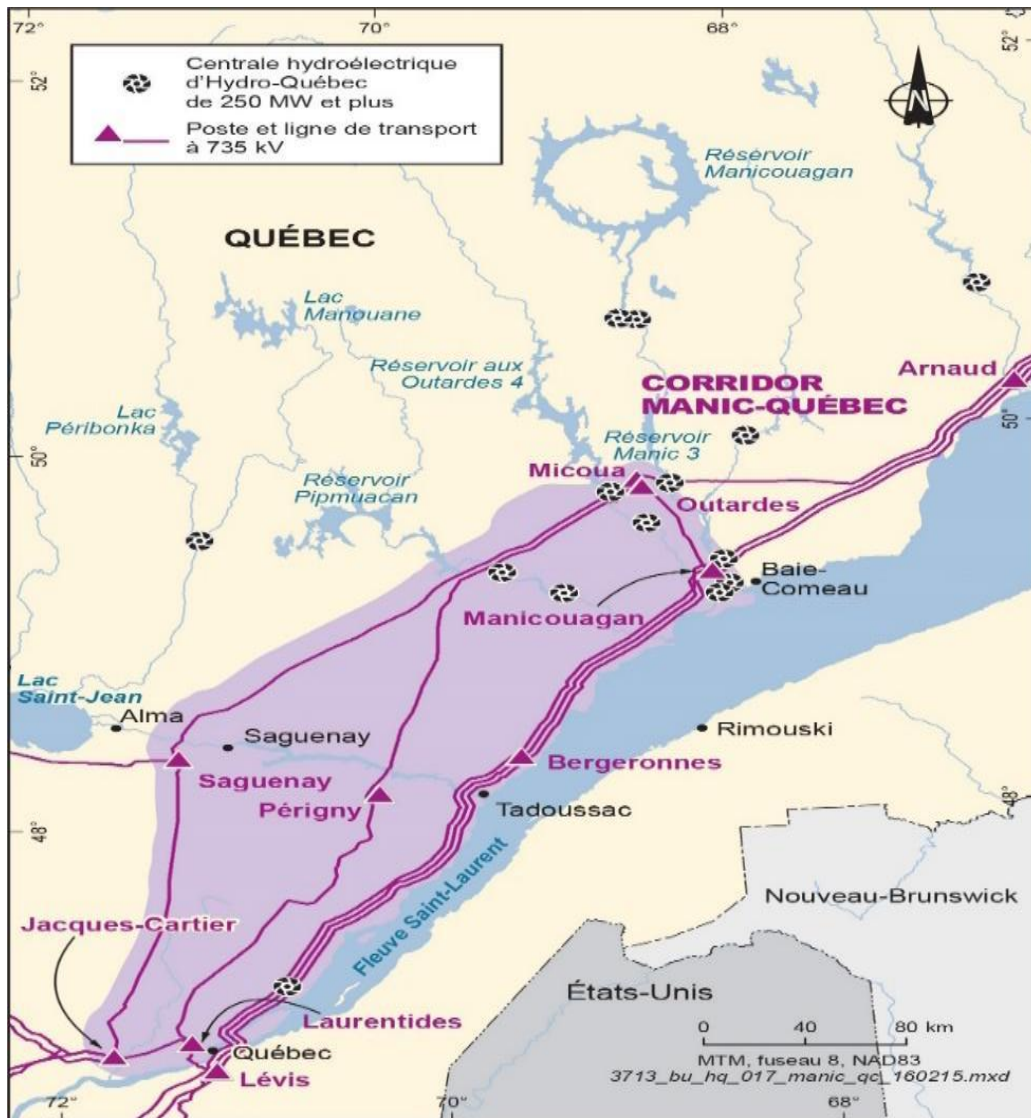 72°
70°
68°
52°
52°
Centrale hydroélectrique
d'Hydro-Québec
de 250 MW et plus
Poste et ligne de transport
à 735 kV
N
Réservoir
Manicouagan
QUÉBEC
Lac
Manouane
Réservoir aux
Outardes 4
CORRIDOR
MANIC-QUÉBEC
Arnaud
Lac
Péribonka
50°
50°
Réservoir
Manic 3
Réservoir
Pipmuacan
Micoua
Outardes
Baie-
Comeau
Manicouagan
Lac
Saint-Jean
Alma
Saguenay
Rimouski
Saguenay
Bergeronnes
Périgny
Tadoussac
48°
48°
Fleuve Saint-Laurent
Nouveau-Brunswick
Jacques-Cartier
États-Unis
Laurentides
Québec
Lévis
0 40 80 km
MTM, fuseau 8, NAD83
3713_bu_hq_017_manic_qc_160215.mxd
72°
70°
68°